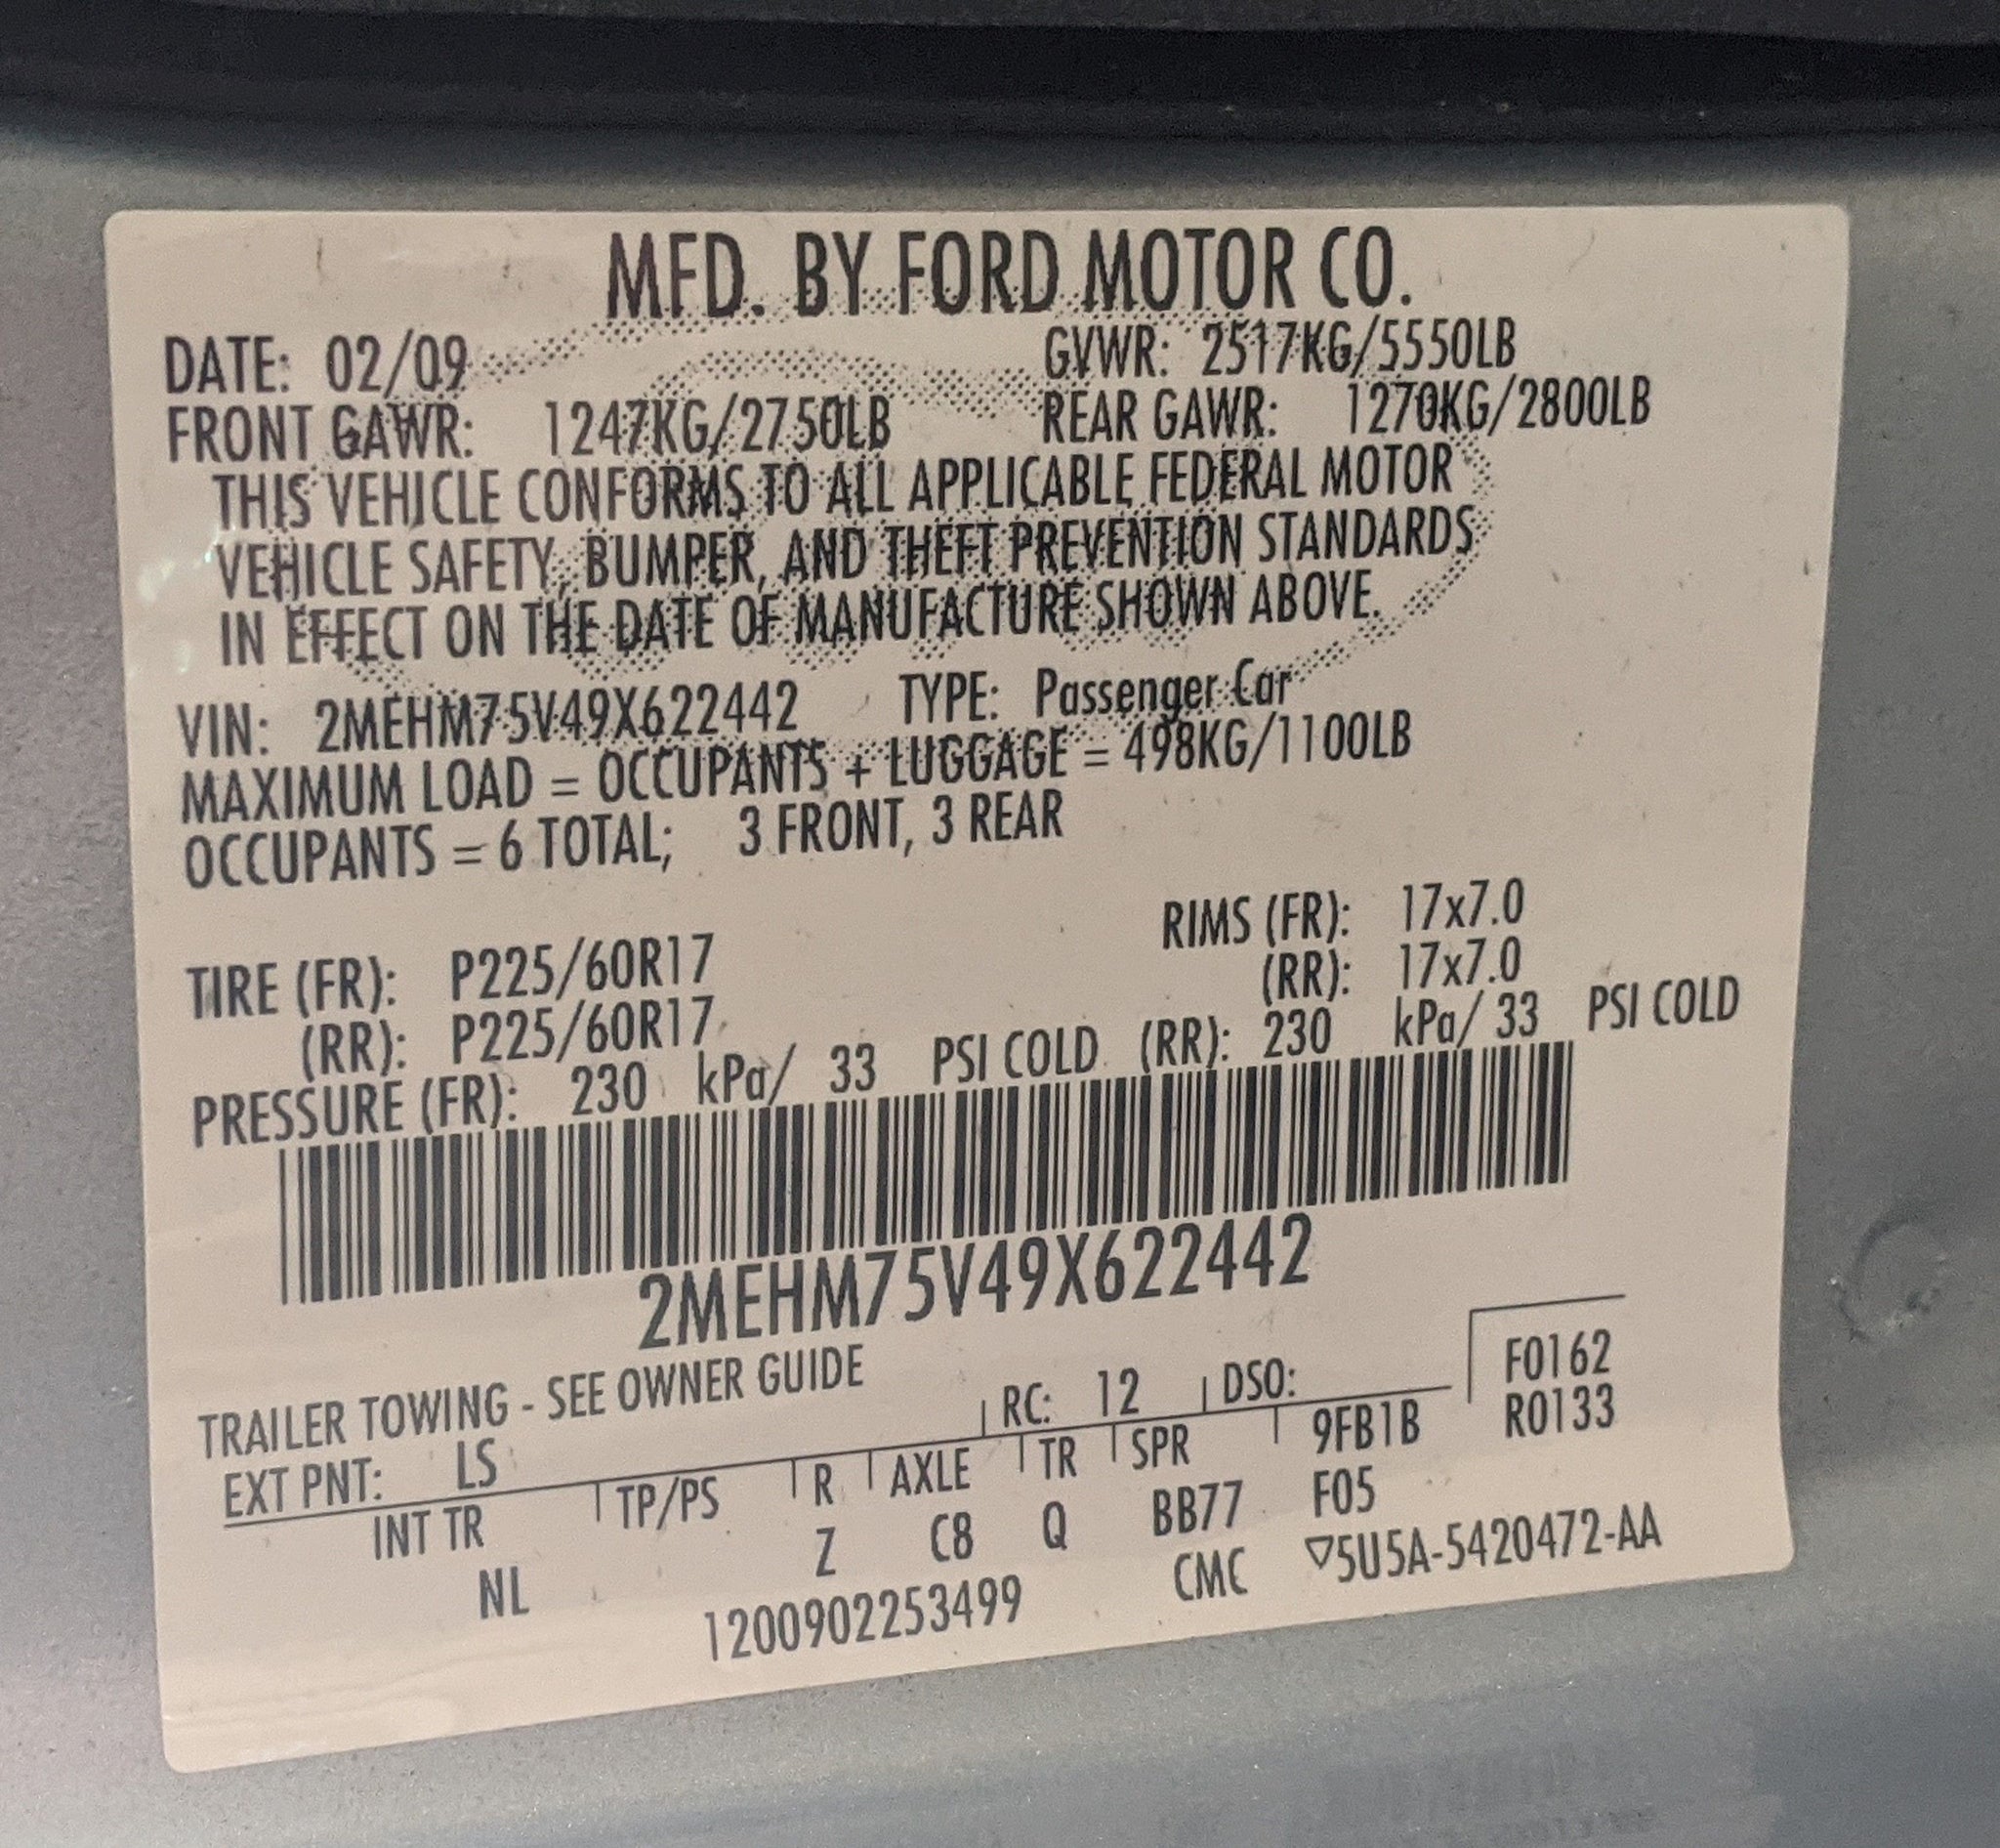 MFD. BY FORD MOTOR CO.
DATE: 02/09 GVWR: 2517KG/5550LB
FRONT GAWR: 1247KG/2750LB REAR GAWR: 1270KG/2800LB
THIS VEHICLE CONFORMS TO ALL APPLICABLE FEDERAL MOTOR
VEHICLE SAFETY, BUMPER, AND THEFT PREVENTION STANDARDS
IN EFFECT ON THE DATE OF MANUFACTURE SHOWN ABOVE.
VIN: 2MEHM75V49X622442 TYPE: Passenger Car
MAXIMUM LOAD = OCCUPANTS + LUGGAGE = 498KG/1100LB
OCCUPANTS = 6 TOTAL; 3 FRONT, 3 REAR
TIRE (FR): P225/60R17 RIMS (FR): 17x7.0
(RR): P225/60R17 (RR): 17x7.0
PRESSURE (FR): 230 kPa/ 33 PSI COLD (RR): 230 kPa/ 33 PSI COLD
2MEHM75V49X622442
TRAILER TOWING - SEE OWNER GUIDE
EXT PNT: LS RC: 12 DSO: F0162
INT TR TP/PS R AXLE TR SPR 9FB1B R0133
NL Z C8 Q BB77 F05
1200902253499 CMC ▽5U5A-5420472-AA